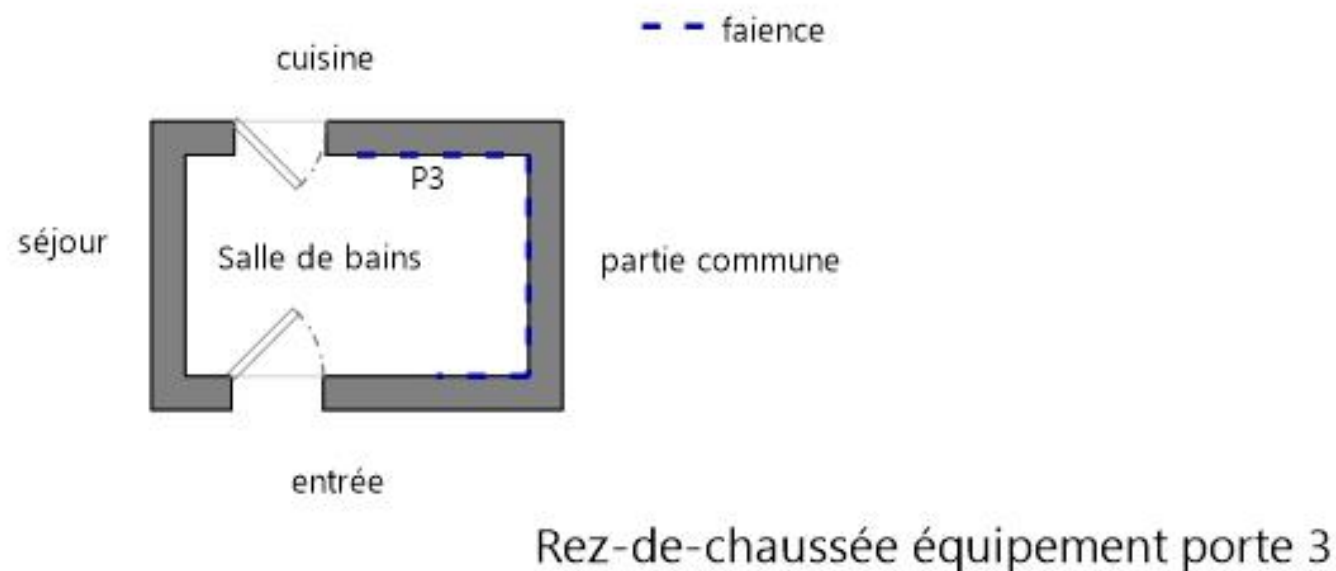 faience
cuisine
P3
séjour
Salle de bains
partie commune
entrée
Rez-de-chaussée équipement porte 3